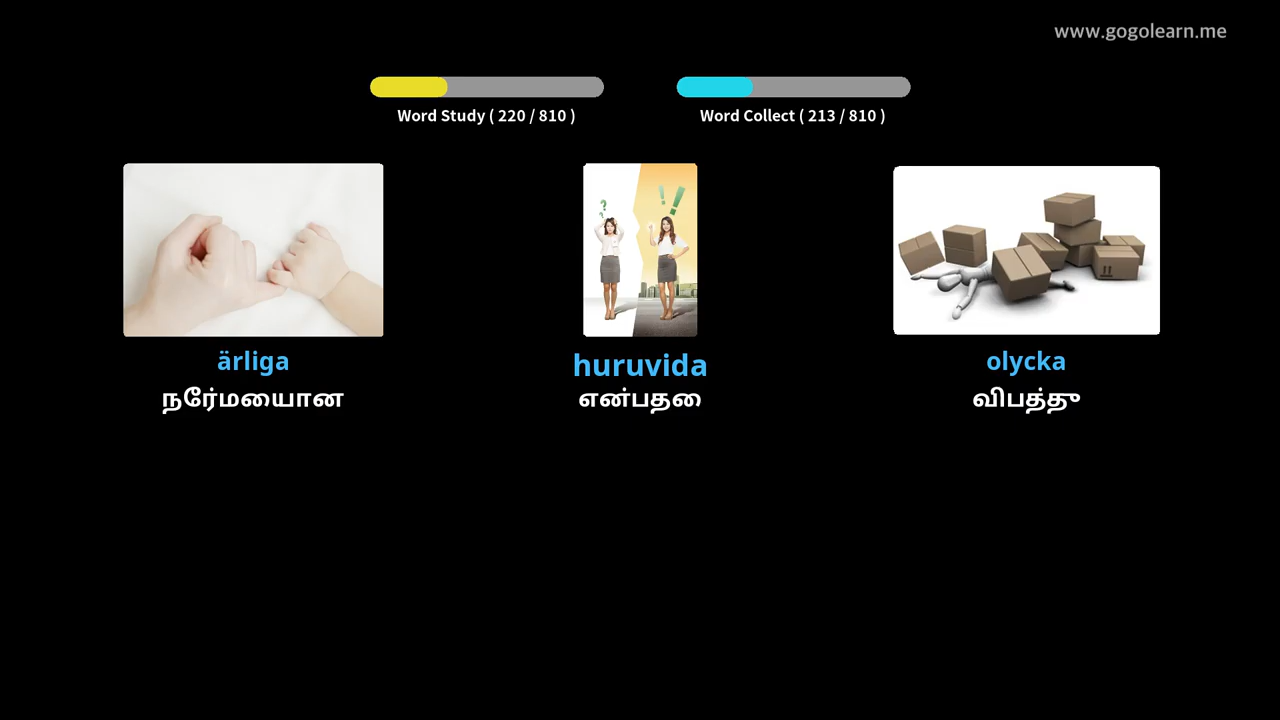 www.gogolearn.me
Word Study ( 220 / 810 )
Word Collect ( 213 / 810 )
ärliga
நேர்மையான
huruvida
என்பதை
olycka
விபத்து